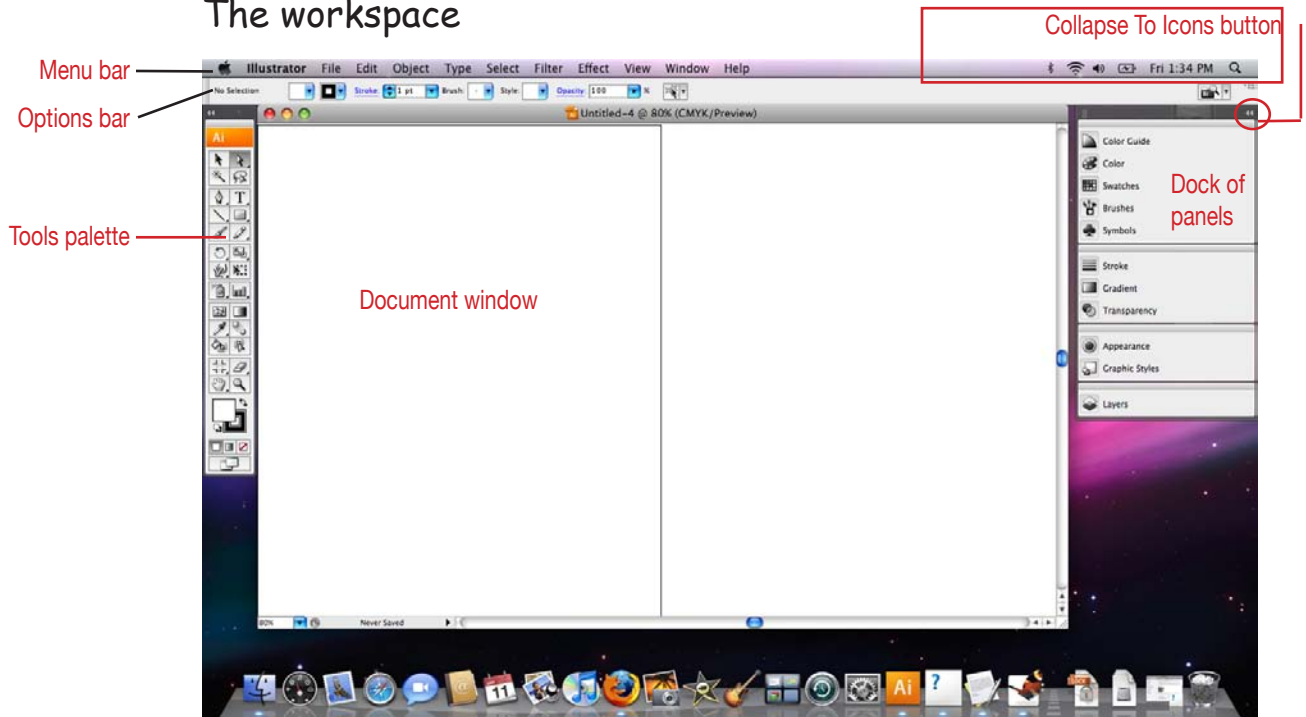 The workspace
Collapse To Icons button
Menu bar
Illustrator File Edit Object Type Select Filter Effect View Window Help
Fri 1:34 PM
Options bar
No Selection
Stroke: 1 pt Brush: Style: Opacity: 100 %
Untitled-4 @ 80% (CMYK/Preview)
Ai
T
Tools palette
Document window
Color Guide
Color
Swatches
Brushes
Symbols
Dock of
panels
Stroke
Gradient
Transparency
Appearance
Graphic Styles
Layers
80% Never Saved
11
Ai
?